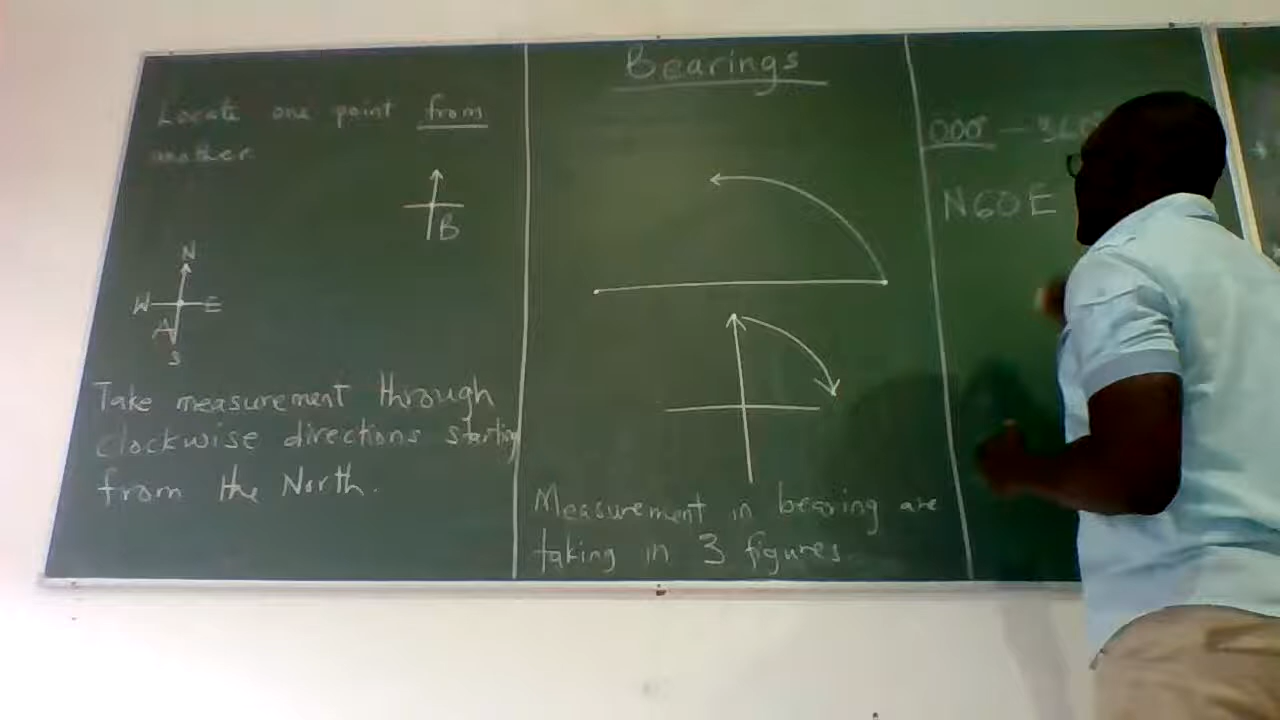 Bearings
Locate one point from
another
B
N
W E
A
S
Take measurement through
clockwise directions starting
from the North.
Measurement in bearing are
taking in 3 figures
000° - 360
N60E